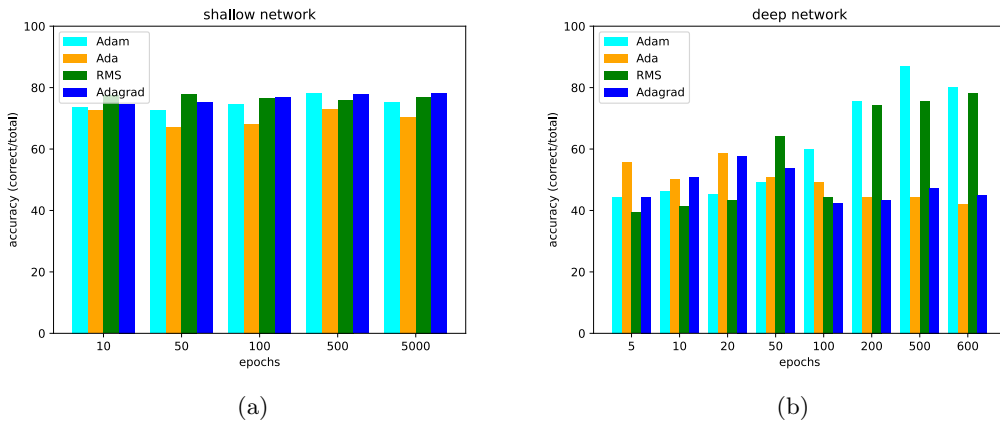 shallow network
100
80
60
40
20
0
accuracy (correct/total)
Adam
Ada
RMS
Adagrad
10 50 100 500 5000
epochs
(a)
deep network
100
80
60
40
20
0
accuracy (correct/total)
Adam
Ada
RMS
Adagrad
5 10 20 50 100 200 500 600
epochs
(b)